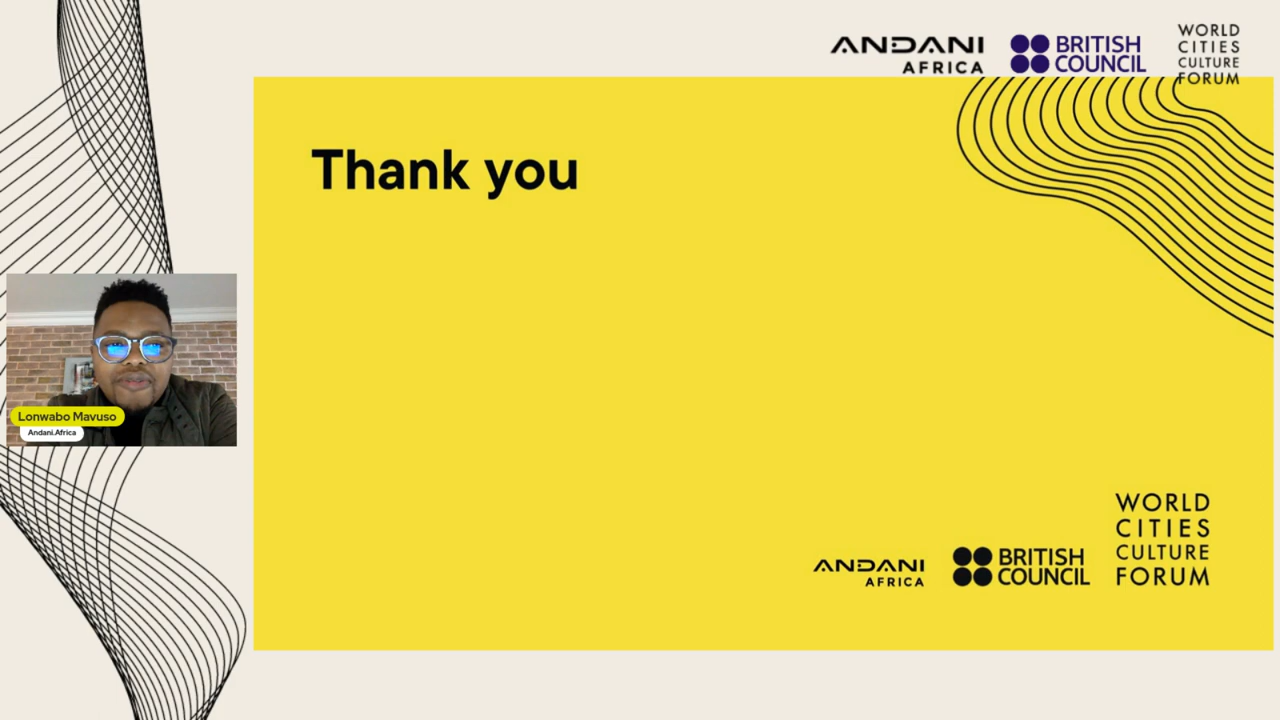 ANDANI
AFRICA
BRITISH
COUNCIL
WORLD
CITIES
CULTURE
FORUM
Thank you
Lonwabo Mavuso
Andani.Africa
ANDANI
AFRICA
BRITISH
COUNCIL
WORLD
CITIES
CULTURE
FORUM